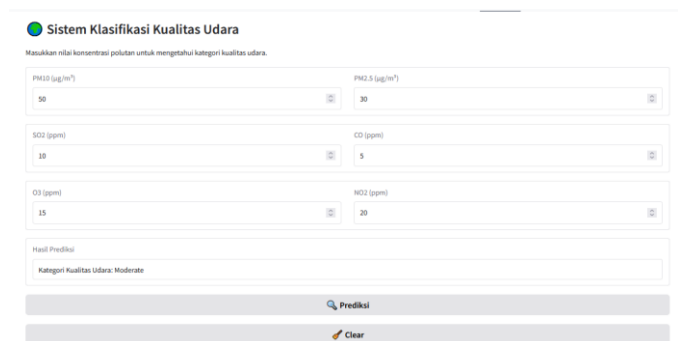 🌍 Sistem Klasifikasi Kualitas Udara
Masukkan nilai konsentrasi polutan untuk mengetahui kategori kualitas udara.
PM10 (µg/m³) PM2.5 (µg/m³)
50 30
SO2 (ppm) CO (ppm)
10 5
O3 (ppm) NO2 (ppm)
15 20
Hasil Prediksi
Kategori Kualitas Udara: Moderate
🔍 Prediksi
🧹 Clear